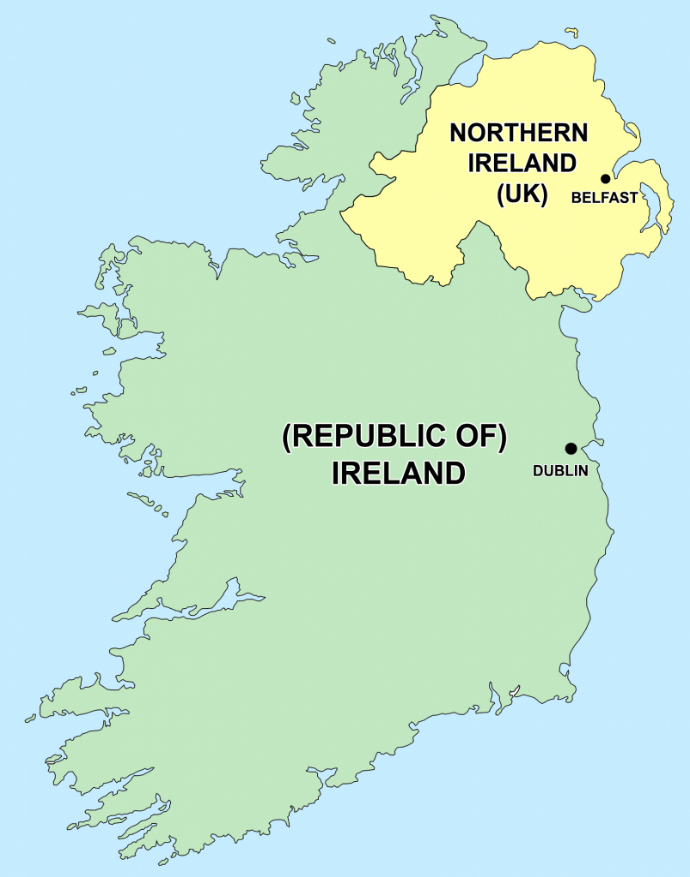 NORTHERN
IRELAND
(UK)
BELFAST
(REPUBLIC OF)
IRELAND
DUBLIN